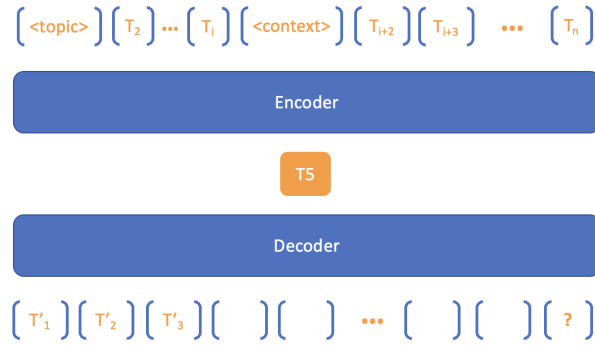 <topic> T₂ ... Tᵢ <context> Tᵢ₊₂ Tᵢ₊₃ ... Tₙ
Encoder
T5
Decoder
T'₁ T'₂ T'₃ ... ?